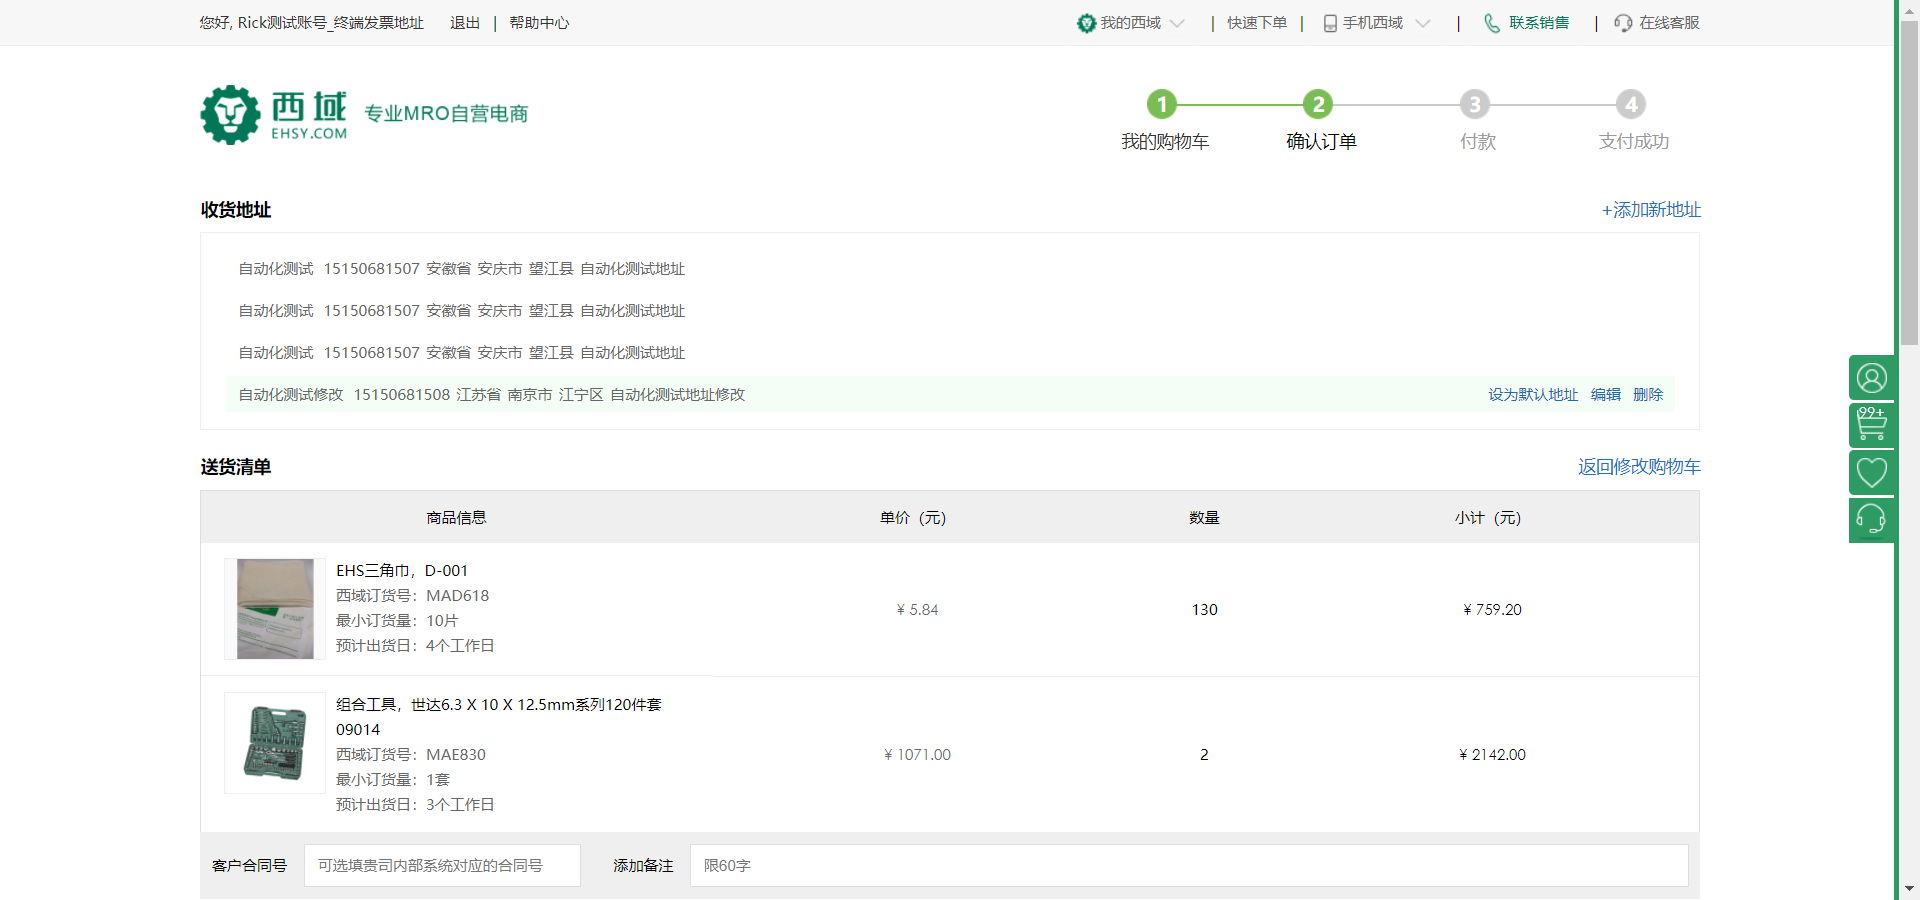 您好, Rick测试账号_终端发票地址 退出 | 帮助中心 我的西域 | 快速下单 | 手机西域 | 联系销售 | 在线客服
西域 EHSY.COM 专业MRO自营电商
1 2 3 4
我的购物车 确认订单 付款 支付成功
收货地址 +添加新地址
自动化测试 15150681507 安徽省 安庆市 望江县 自动化测试地址
自动化测试 15150681507 安徽省 安庆市 望江县 自动化测试地址
自动化测试 15150681507 安徽省 安庆市 望江县 自动化测试地址
自动化测试修改 15150681508 江苏省 南京市 江宁区 自动化测试地址修改 设为默认地址 编辑 删除
99+
送货清单 返回修改购物车
商品信息 单价（元） 数量 小计（元）
EHS三角巾，D-001
西域订货号：MAD618
最小订货量：10片
预计出货日：4个工作日
¥ 5.84 130 ¥ 759.20
组合工具，世达6.3 X 10 X 12.5mm系列120件套
09014
西域订货号：MAE830
最小订货量：1套
预计出货日：3个工作日
¥ 1071.00 2 ¥ 2142.00
客户合同号 可选填贵司内部系统对应的合同号 添加备注 限60字